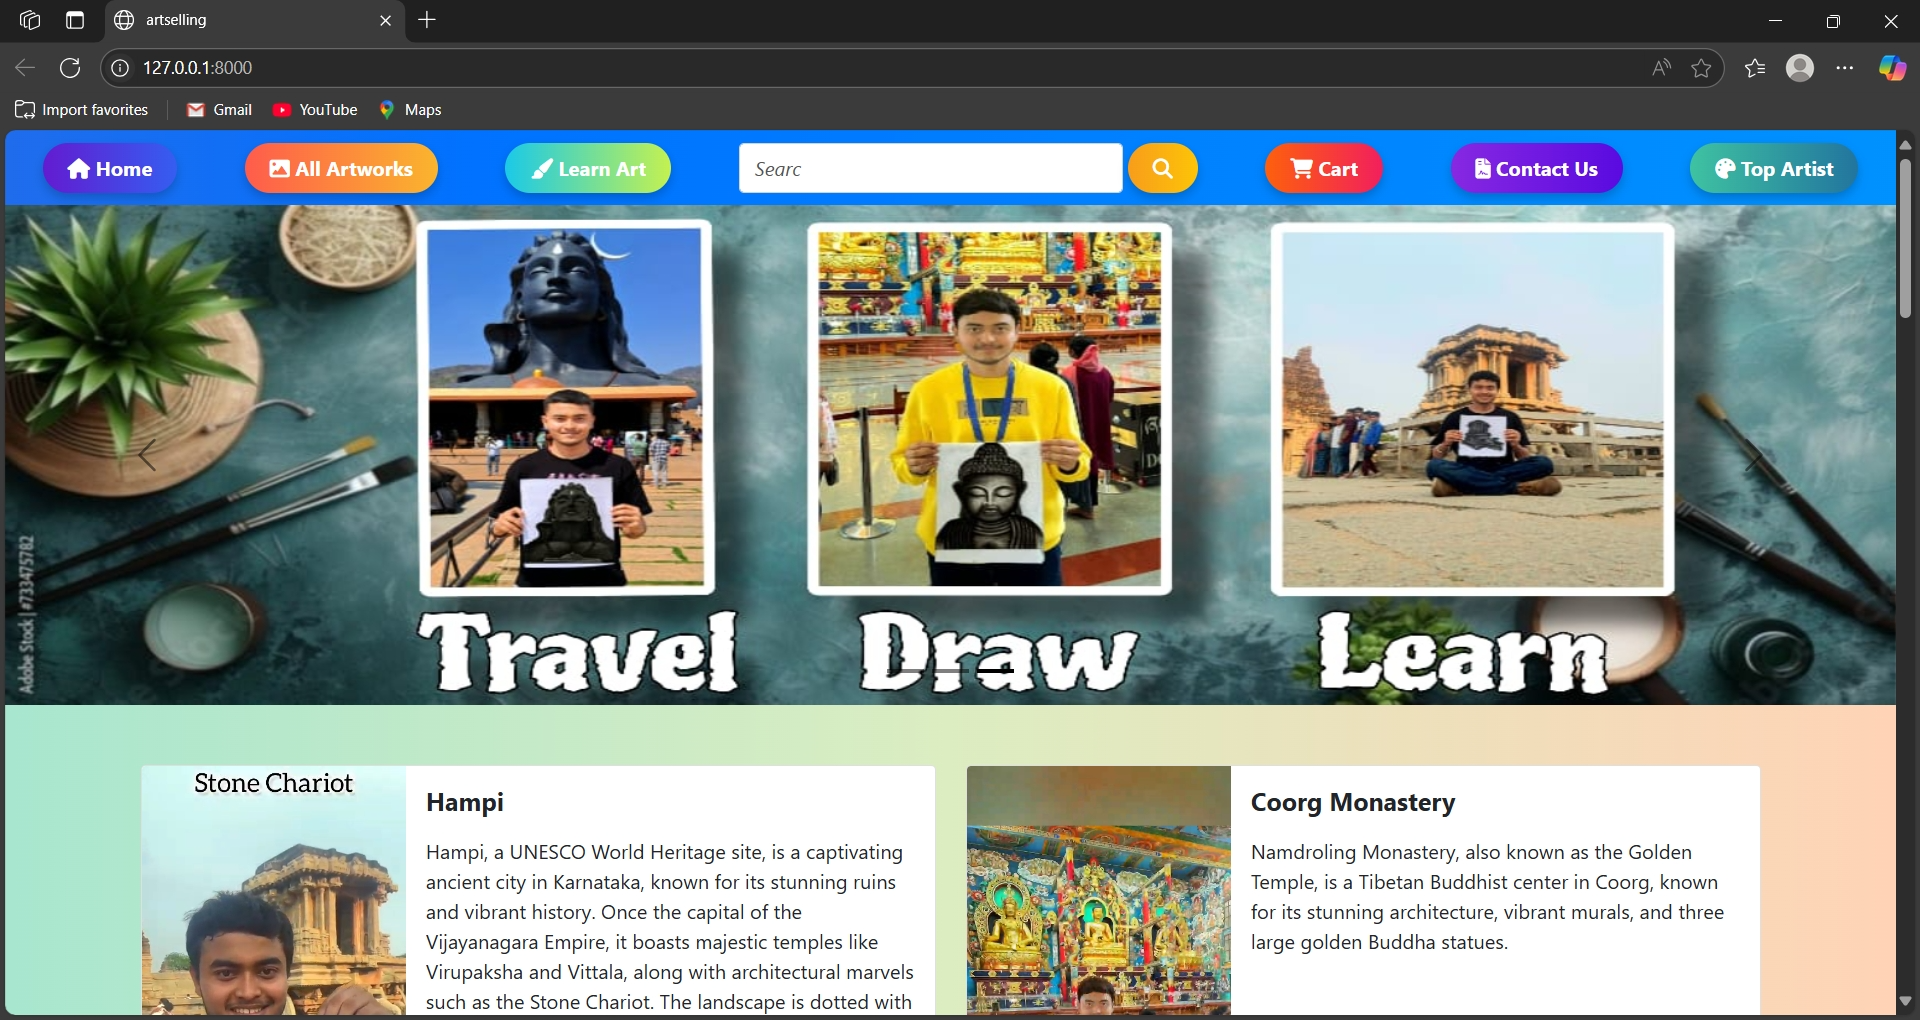 artselling
127.0.0.1:8000
Import favorites
Gmail
YouTube
Maps
Home
All Artworks
Learn Art
Searc
Cart
Contact Us
Top Artist
Adobe Stock | #733475782
Travel
Draw
Learn
Stone Chariot
Hampi
Hampi, a UNESCO World Heritage site, is a captivating
ancient city in Karnataka, known for its stunning ruins
and vibrant history. Once the capital of the
Vijayanagara Empire, it boasts majestic temples like
Virupaksha and Vittala, along with architectural marvels
such as the Stone Chariot. The landscape is dotted with
Coorg Monastery
Namdroling Monastery, also known as the Golden
Temple, is a Tibetan Buddhist center in Coorg, known
for its stunning architecture, vibrant murals, and three
large golden Buddha statues.